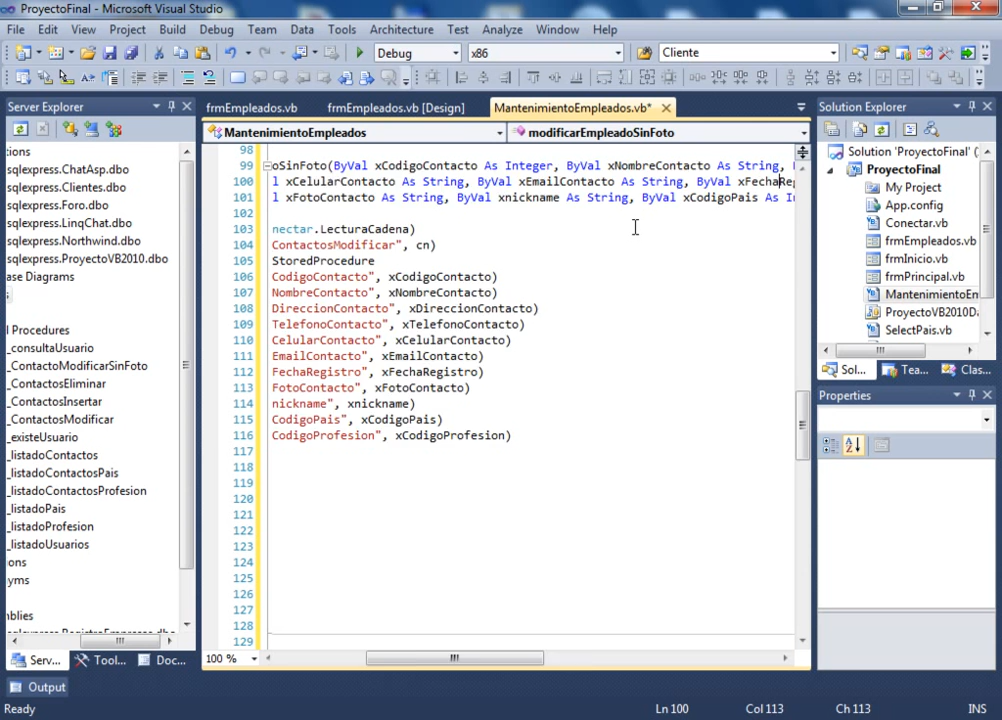 ProyectoFinal - Microsoft Visual Studio
File Edit View Project Build Debug Team Data Tools Architecture Test Analyze Window Help
Debug x86 Cliente
Server Explorer
frmEmpleados.vb frmEmpleados.vb [Design] MantenimientoEmpleados.vb*
Solution Explorer
MantenimientoEmpleados modificarEmpleadoSinFoto
ctions
sqlexpress.ChatAsp.dbo
sqlexpress.Clientes.dbo
sqlexpress.Foro.dbo
sqlexpress.LinqChat.dbo
sqlexpress.Northwind.dbo
sqlexpress.ProyectoVB2010.dbo
ase Diagrams
s
l Procedures
_consultaUsuario
_ContactoModificarSinFoto
_ContactosEliminar
_ContactosInsertar
_ContactosModificar
_existeUsuario
_listadoContactos
_listadoContactosPais
_listadoContactosProfesion
_listadoPais
_listadoProfesion
_listadoUsuarios
ons
yms
mblies
98
99 oSinFoto(ByVal xCodigoContacto As Integer, ByVal xNombreContacto As String,
100 l xCelularContacto As String, ByVal xEmailContacto As String, ByVal xFechaReg
101 l xFotoContacto As String, ByVal xnickname As String, ByVal xCodigoPais As In
102
103 nectar.LecturaCadena)
104 ContactosModificar", cn)
105 StoredProcedure
106 CodigoContacto", xCodigoContacto)
107 NombreContacto", xNombreContacto)
108 DireccionContacto", xDireccionContacto)
109 TelefonoContacto", xTelefonoContacto)
110 CelularContacto", xCelularContacto)
111 EmailContacto", xEmailContacto)
112 FechaRegistro", xFechaRegistro)
113 FotoContacto", xFotoContacto)
114 nickname", xnickname)
115 CodigoPais", xCodigoPais)
116 CodigoProfesion", xCodigoProfesion)
117
118
119
120
121
122
123
124
125
126
127
128
129
100 %
Solution 'ProyectoFinal' (
ProyectoFinal
My Project
App.config
Conectar.vb
frmEmpleados.vb
frmInicio.vb
frmPrincipal.vb
MantenimientoEm
ProyectoVB2010Da
SelectPais.vb
Sol... Tea... Clas...
Properties
Serv... Tool... Doc...
Output
Ready Ln 100 Col 113 Ch 113 INS